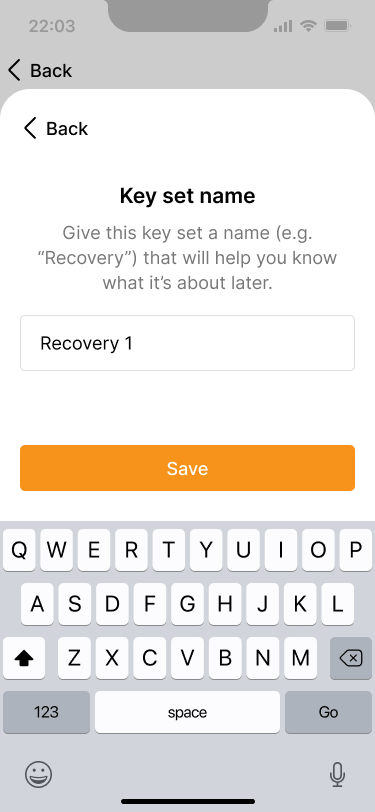 22:03
Back
Back
Key set name
Give this key set a name (e.g.
“Recovery”) that will help you know
what it’s about later.
Recovery 1
Save
Q W E R T Y U I O P
A S D F G H J K L
Z X C V B N M
123 space Go